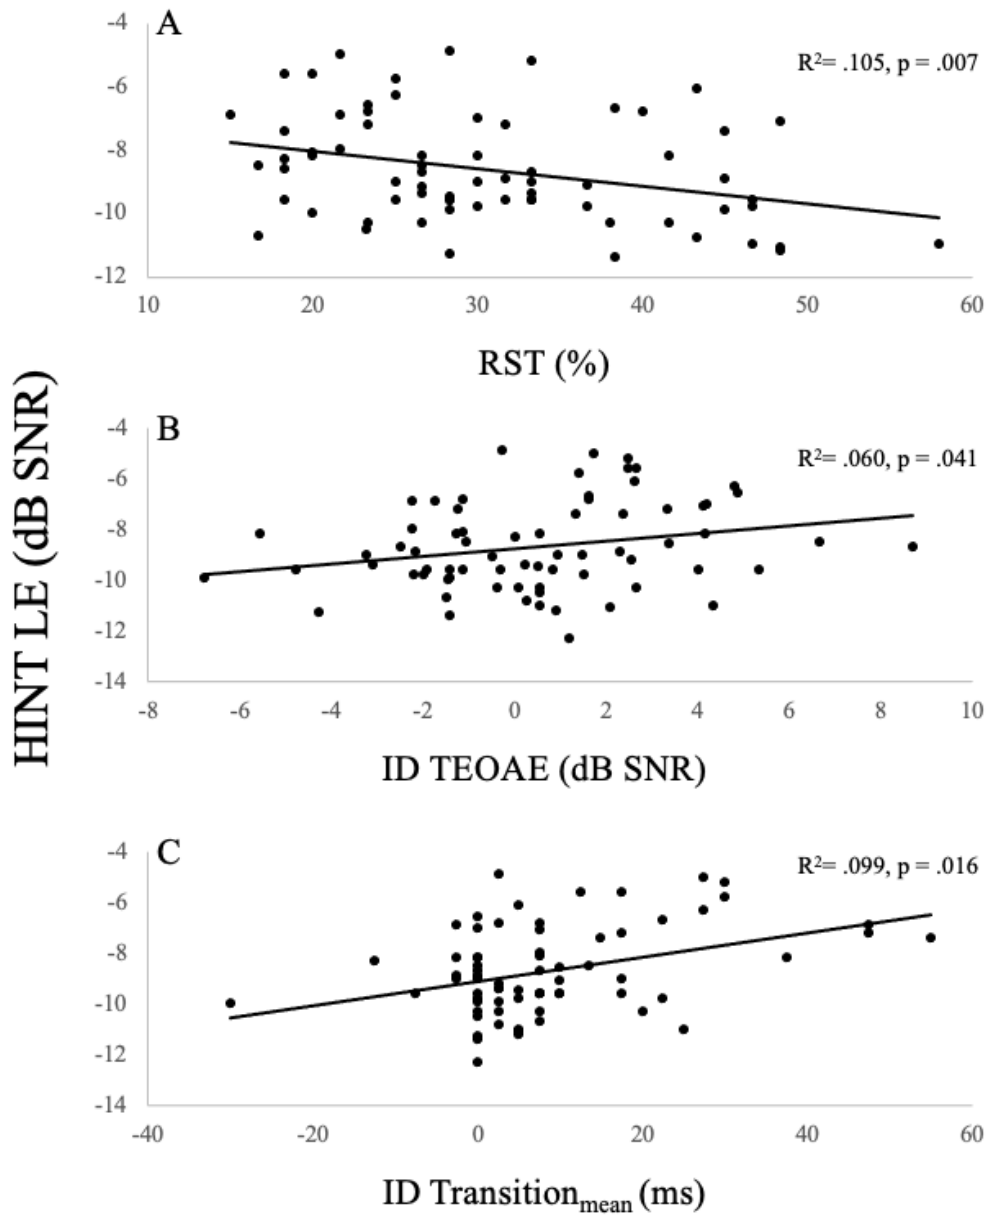 HINT LE (dB SNR)
A
R²= .105, p = .007
-4
-6
-8
-10
-12
10 20 30 40 50 60
RST (%)
B
R²= .060, p = .041
-4
-6
-8
-10
-12
-14
-8 -6 -4 -2 0 2 4 6 8 10
ID TEOAE (dB SNR)
C
R²= .099, p = .016
-4
-6
-8
-10
-12
-14
-40 -20 0 20 40 60
ID Transitionmean (ms)